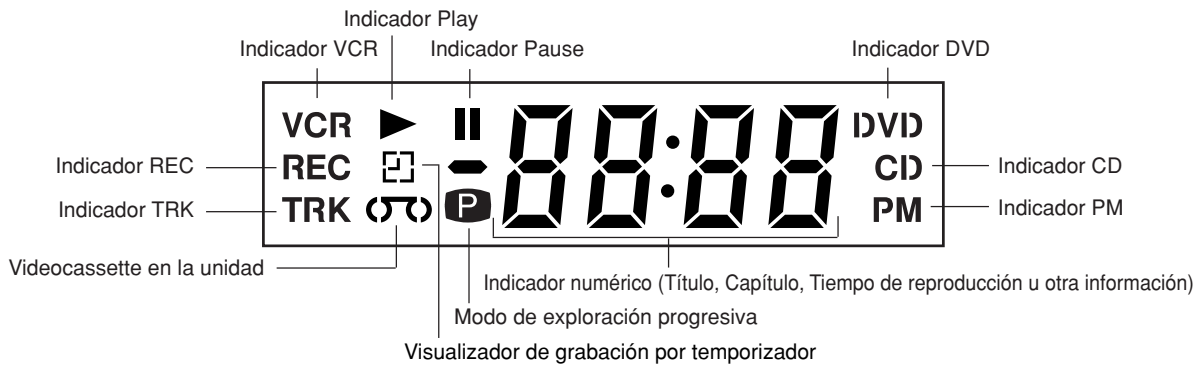 Indicador Play
Indicador VCR
Indicador Pause
Indicador DVD
VCR
88:88
DVD
Indicador REC
REC
CD
Indicador CD
Indicador TRK
TRK
P
PM
Indicador PM
Videocassette en la unidad
Indicador numérico (Título, Capítulo, Tiempo de reproducción u otra información)
Modo de exploración progresiva
Visualizador de grabación por temporizador